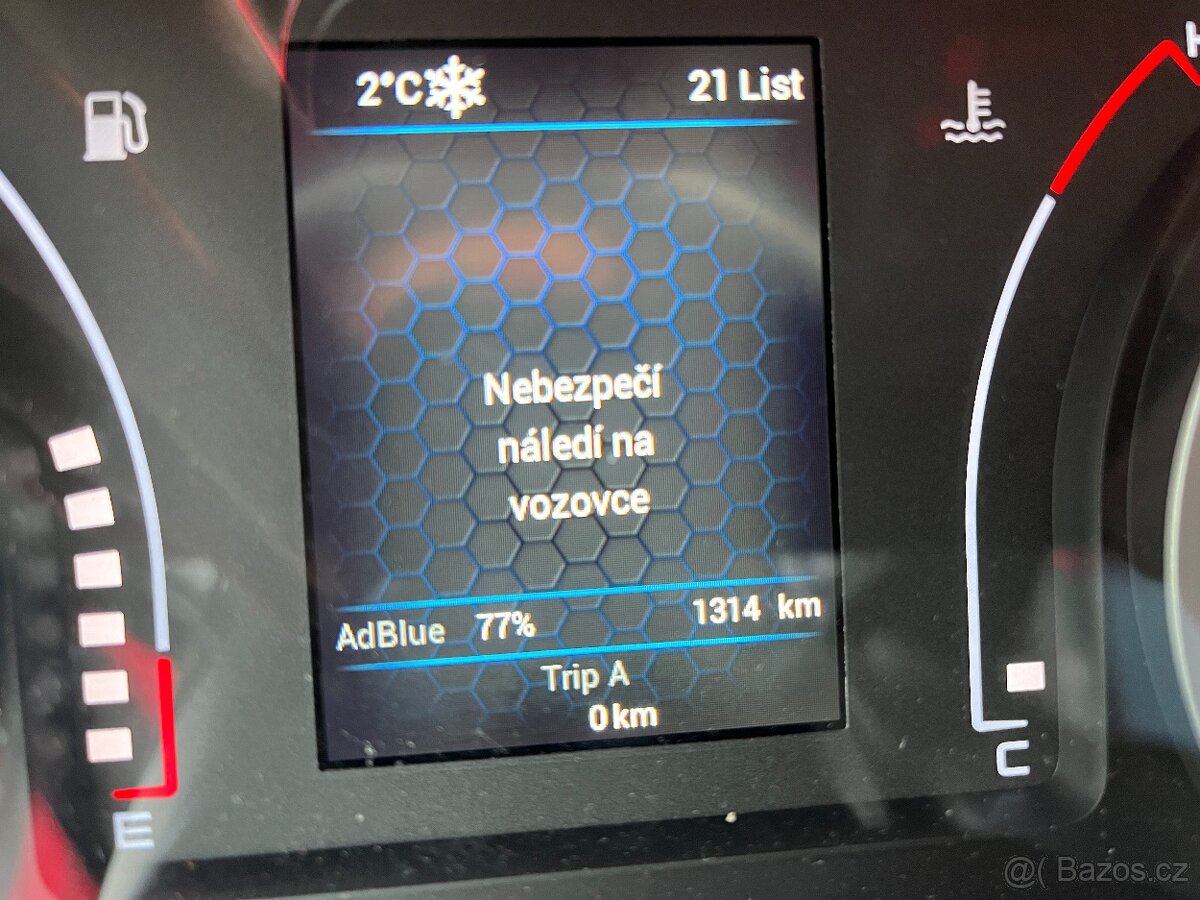 2°C
21 List
H
Nebezpečí
náledí na
vozovce
AdBlue 77% 1314 km
Trip A
0 km
E
C
@( Bazos.cz